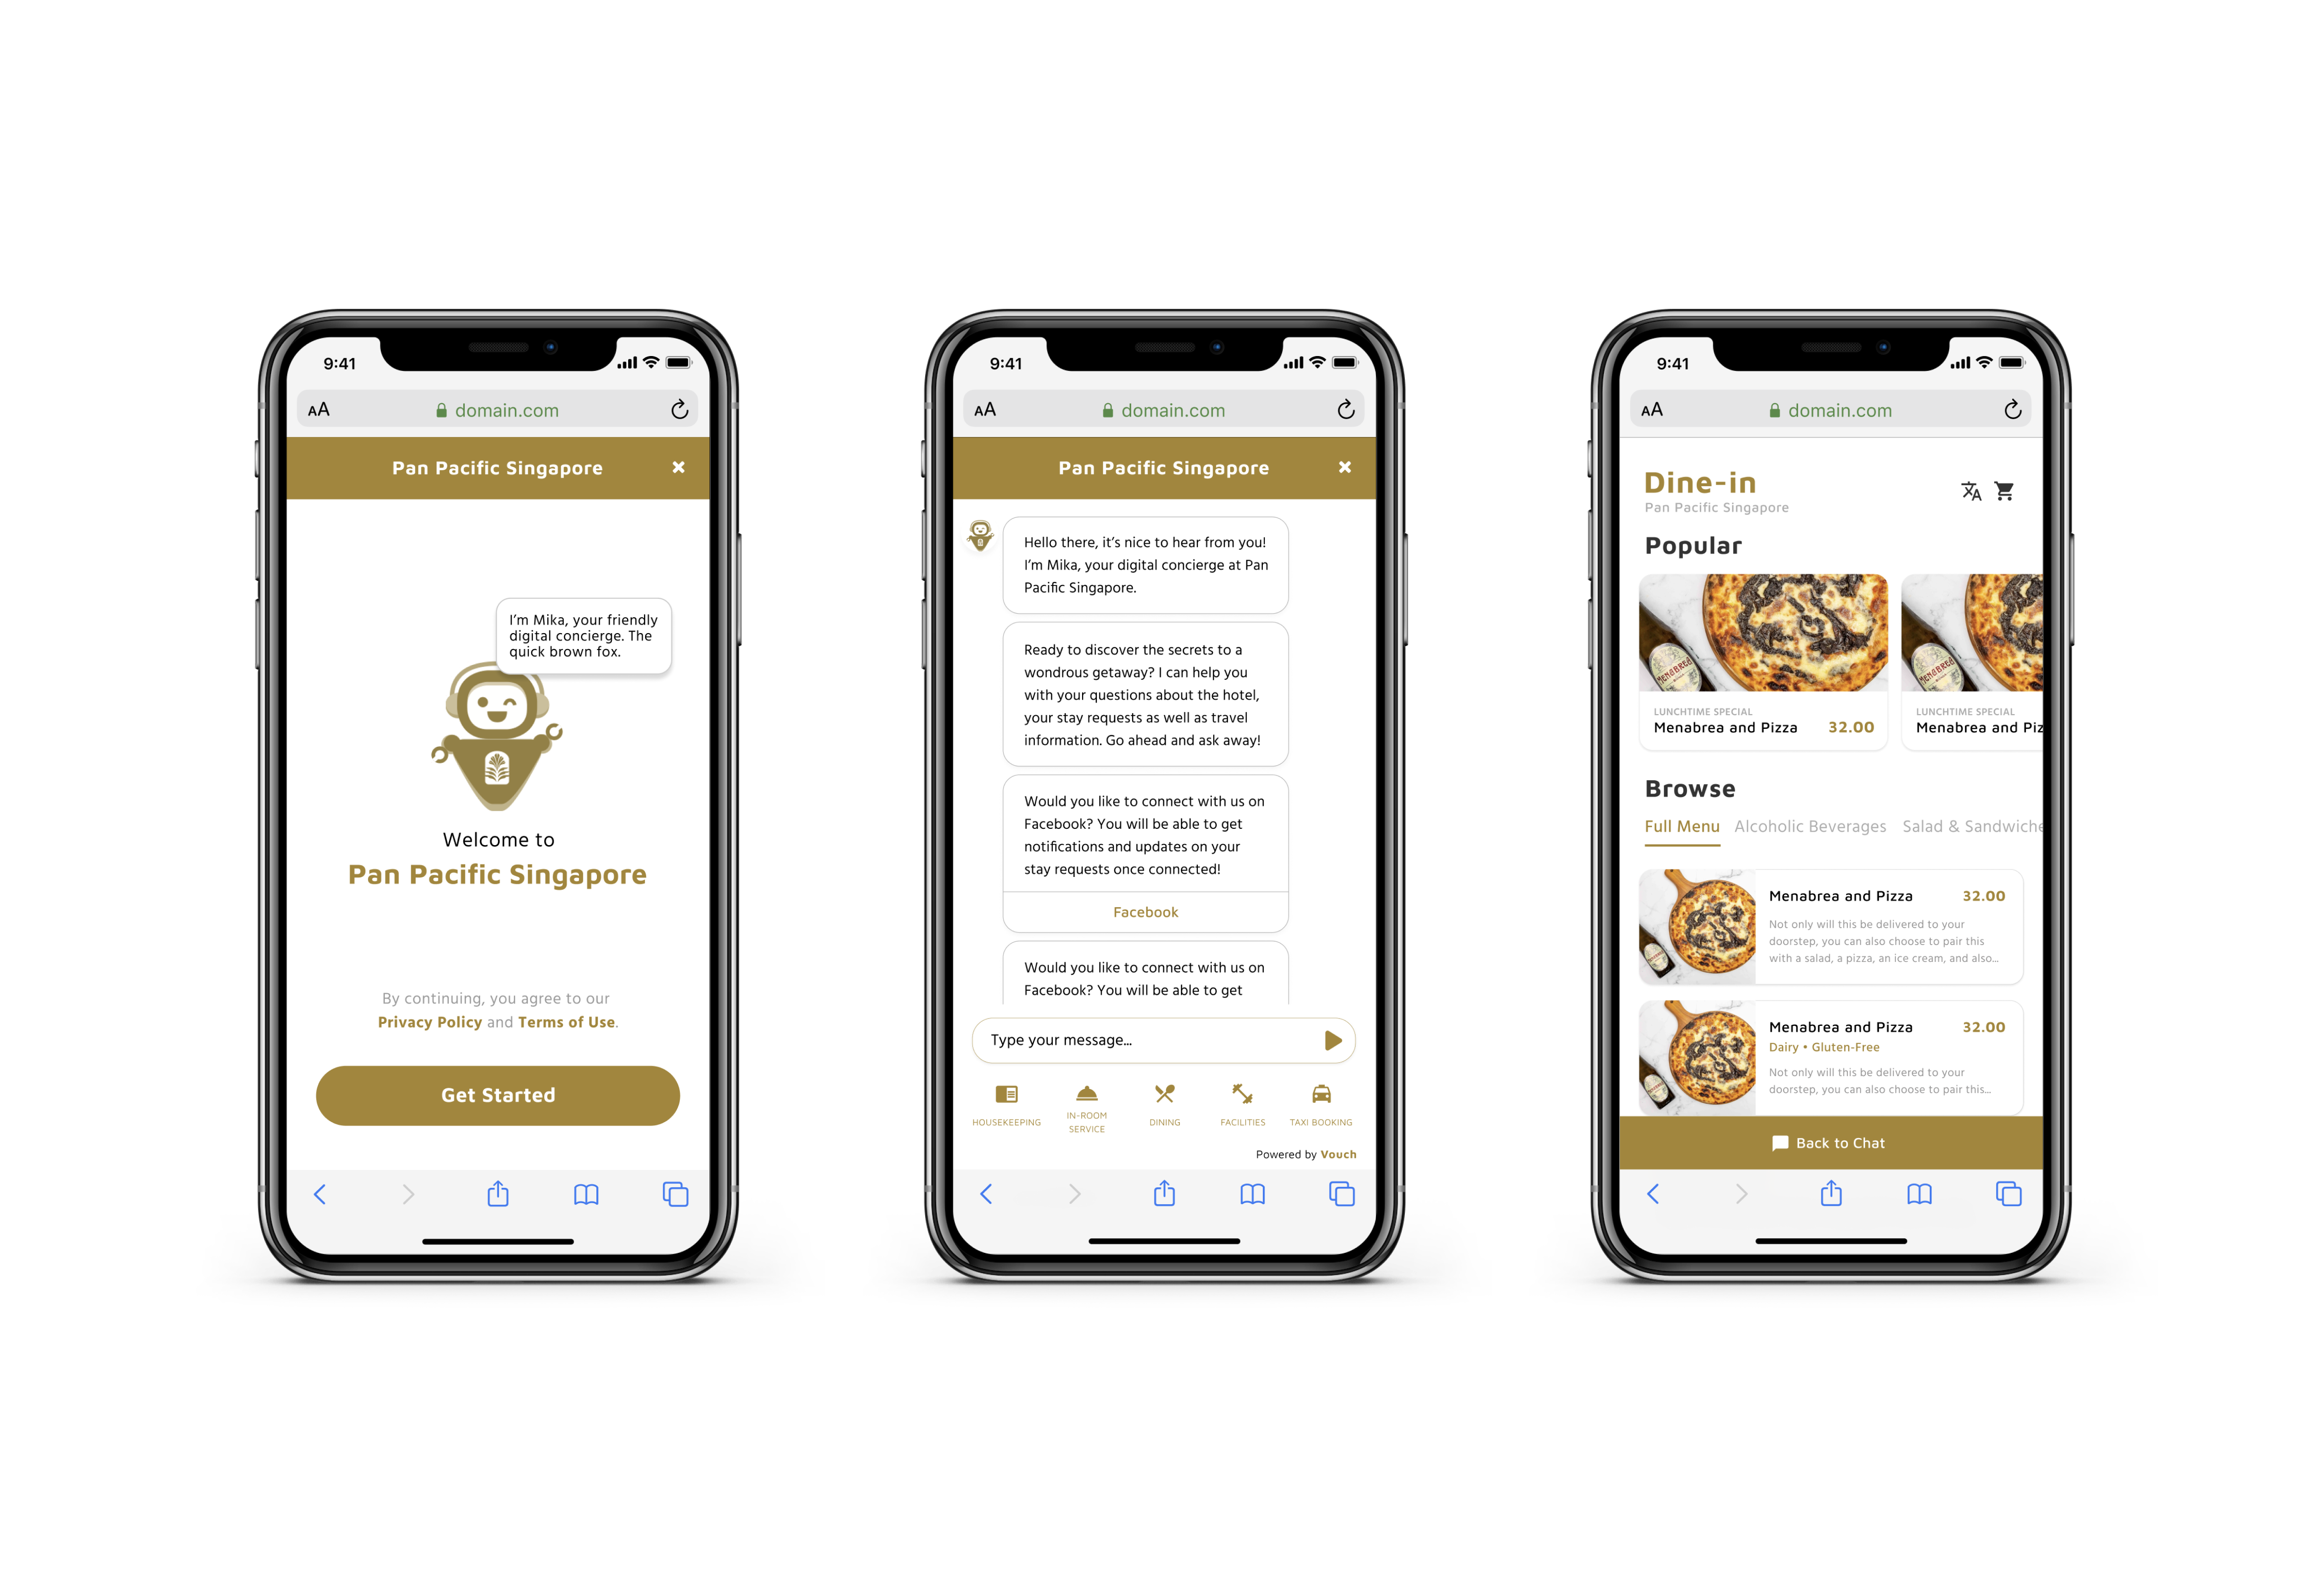 9:41
AA
domain.com
Pan Pacific Singapore
I'm Mika, your friendly
digital concierge. The
quick brown fox.
Welcome to
Pan Pacific Singapore
By continuing, you agree to our
Privacy Policy and Terms of Use.
Get Started
9:41
AA
domain.com
Pan Pacific Singapore
Hello there, it's nice to hear from you!
I'm Mika, your digital concierge at Pan
Pacific Singapore.
Ready to discover the secrets to a
wondrous getaway? I can help you
with your questions about the hotel,
your stay requests as well as travel
information. Go ahead and ask away!
Would you like to connect with us on
Facebook? You will be able to get
notifications and updates on your
stay requests once connected!
Facebook
Would you like to connect with us on
Facebook? You will be able to get
Type your message...
HOUSEKEEPING
IN-ROOM
SERVICE
DINING
FACILITIES
TAXI BOOKING
Powered by Vouch
9:41
AA
domain.com
Dine-in
Pan Pacific Singapore
Popular
MENABREA
MENABREA
LUNCHTIME SPECIAL
Menabrea and Pizza 32.00
LUNCHTIME SPECIAL
Menabrea and Piz
Browse
Full Menu Alcoholic Beverages Salad & Sandwiche
Menabrea and Pizza 32.00
Not only will this be delivered to your
doorstep, you can also choose to pair this
with a salad, a pizza, an ice cream, and also...
Menabrea and Pizza 32.00
Dairy • Gluten-Free
Not only will this be delivered to your
doorstep, you can also choose to pair this...
Back to Chat